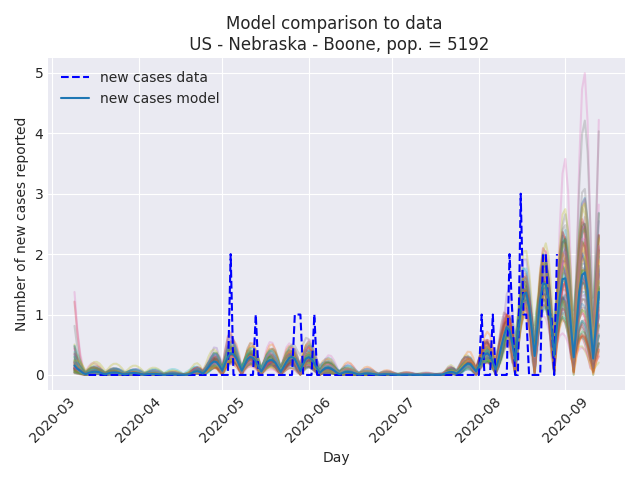 Model comparison to data
US - Nebraska - Boone, pop. = 5192
new cases data
new cases model
Number of new cases reported
5
4
3
2
1
0
2020-03
2020-04
2020-05
2020-06
2020-07
2020-08
2020-09
Day